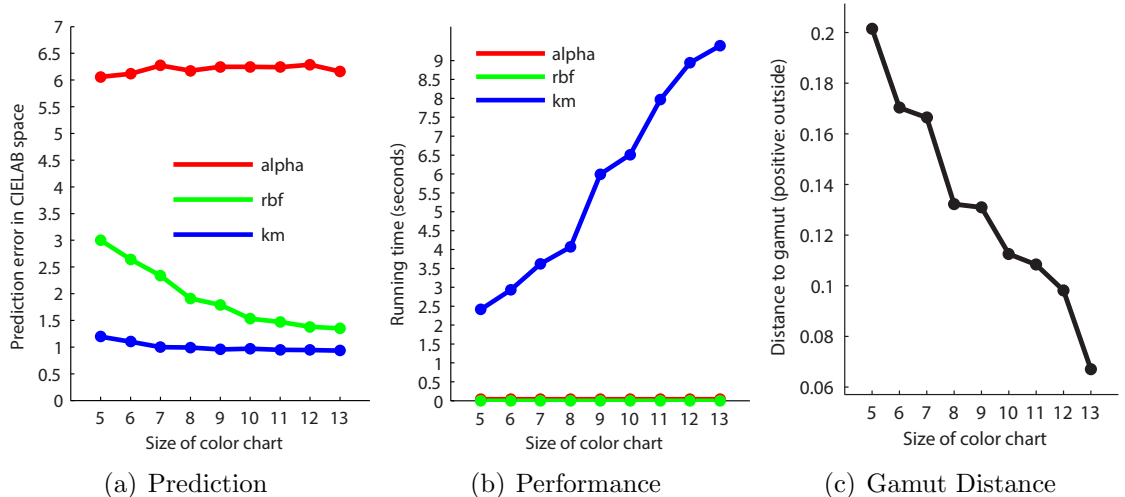 7
6.5
6
5.5
5
4.5
4
3.5
3
2.5
2
1.5
1
0.5
0
Prediction error in CIELAB space
alpha
rbf
km
5 6 7 8 9 10 11 12 13
Size of color chart
(a) Prediction
9
8.5
7.5
6.5
6
5.5
4.5
3.5
3
2.5
1.5
0.5
0
Running time (seconds)
alpha
rbf
km
5 6 7 8 9 10 11 12 13
Size of color chart
(b) Performance
0.2
0.18
0.16
0.14
0.12
0.1
0.08
0.06
Distance to gamut (positive: outside)
5 6 7 8 9 10 11 12 13
Size of color chart
(c) Gamut Distance